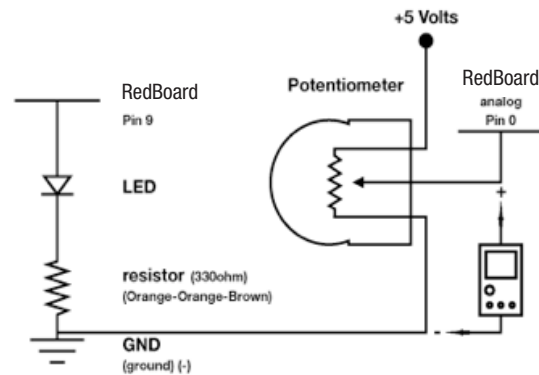 +5 Volts
RedBoard
Pin 9
Potentiometer
RedBoard
analog
Pin 0
LED
+
resistor (330ohm)
(Orange-Orange-Brown)
-
GND
(ground) (-)